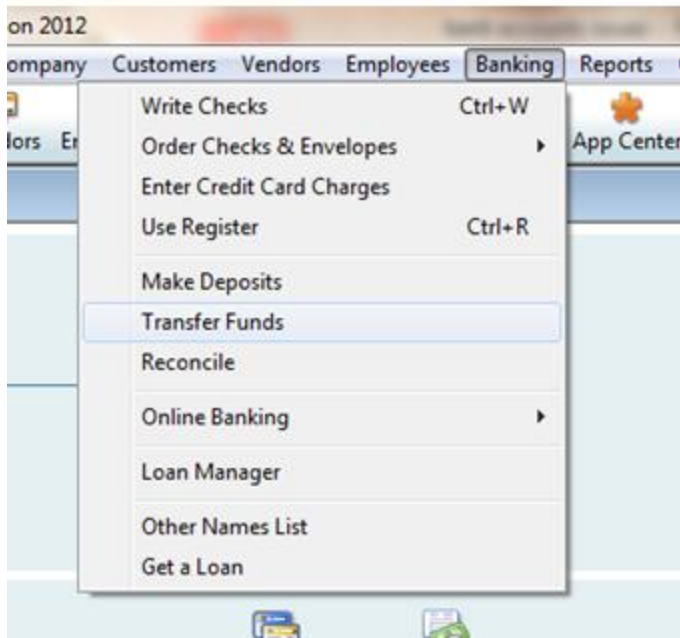 on 2012
ompany Customers Vendors Employees Banking Reports
dors Er App Center
Write Checks Ctrl+W
Order Checks & Envelopes
Enter Credit Card Charges
Use Register Ctrl+R
Make Deposits
Transfer Funds
Reconcile
Online Banking
Loan Manager
Other Names List
Get a Loan